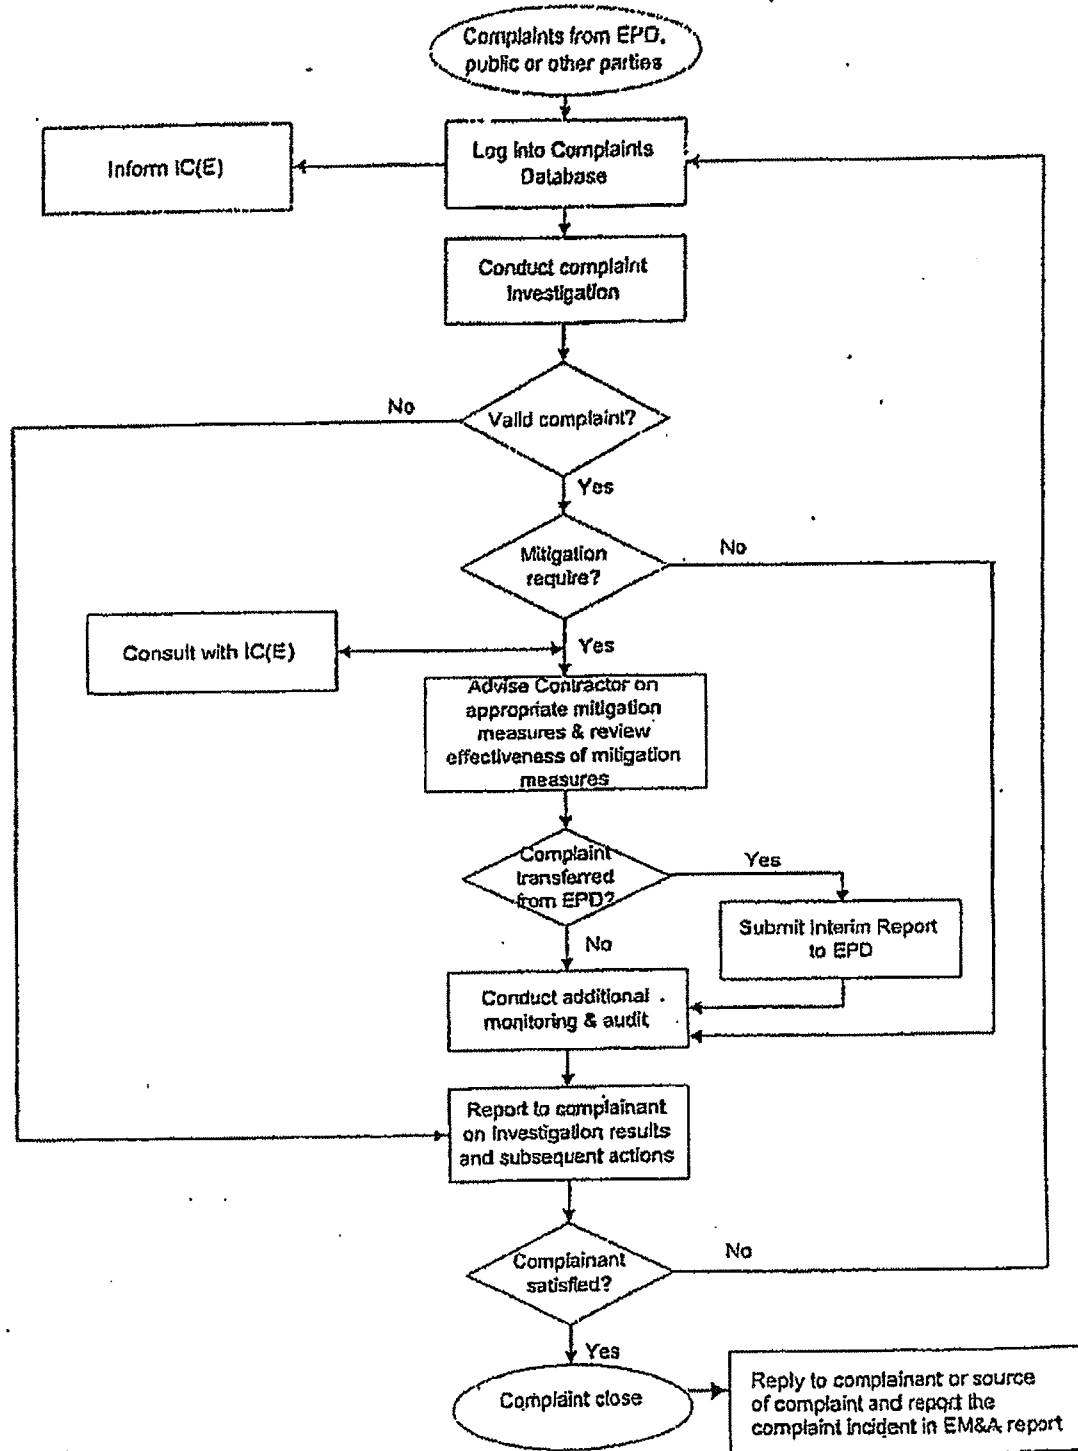 Complaints from EPD,
public or other parties
Inform IC(E)
Log into Complaints
Database
Conduct complaint
Investigation
No
Valid complaint?
Yes
Mitigation
require?
No
Consult with IC(E)
Yes
Advise Contractor on
appropriate mitigation
measures & review
effectiveness of mitigation
measures
Complaint
transferred
from EPD?
Yes
Submit Interim Report
to EPD
No
Conduct additional
monitoring & audit
Report to complainant
on investigation results
and subsequent actions
Complainant
satisfied?
No
Yes
Complaint close
Reply to complainant or source
of complaint and report the
complaint incident in EM&A report